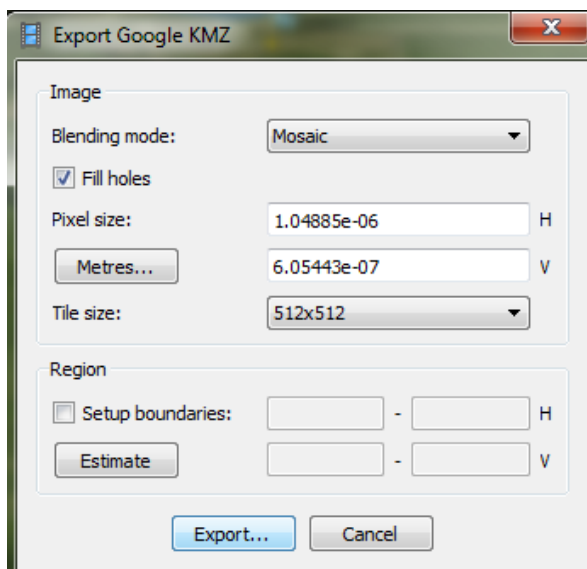 Export Google KMZ
Image
Blending mode: Mosaic
Fill holes
Pixel size: 1.04885e-06 H
Metres... 6.05443e-07 V
Tile size: 512x512
Region
Setup boundaries: - H
Estimate - V
Export... Cancel